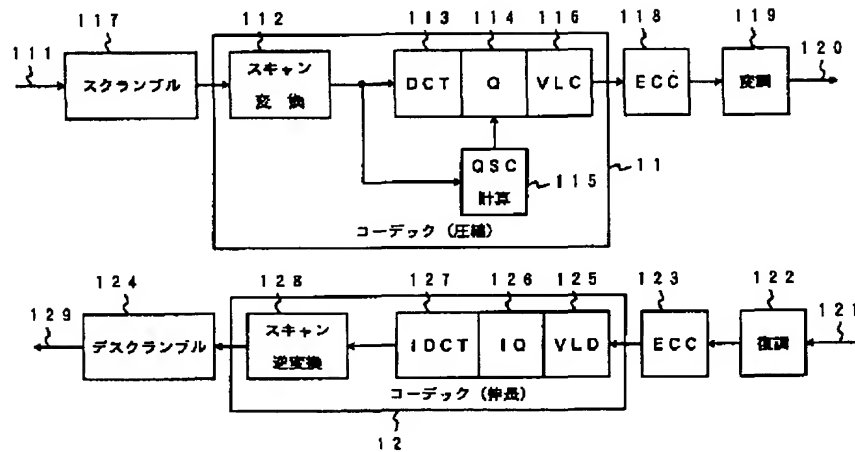 117 112 113 114 116 118 119
111 スクランブル スキャン変換 DCT Q VLC ECC 変調 120
QSC計算 115 11
コーデック (圧縮)
124 128 127 126 125 123 122
129 デスクランブル スキャン逆変換 IDCT IQ VLD ECC 復調 121
コーデック (伸長)
12